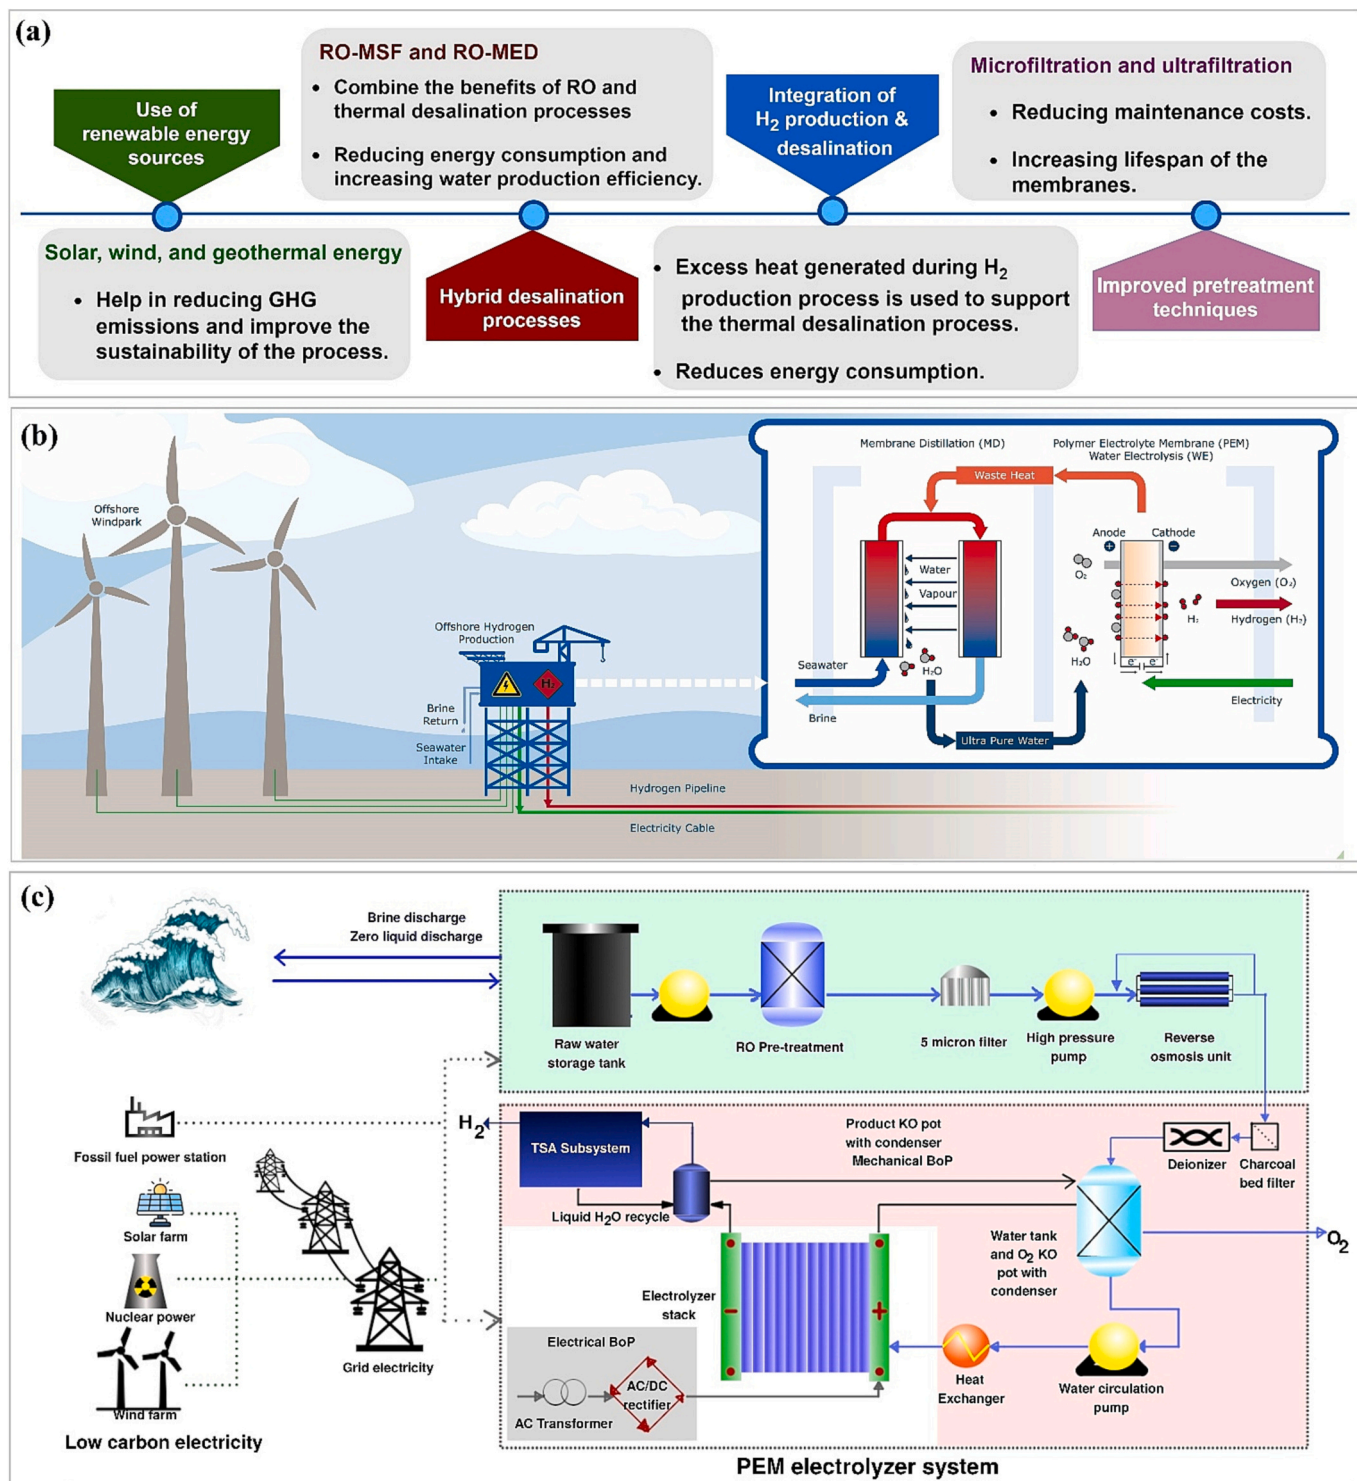 (a)
Use of
renewable energy
sources
RO-MSF and RO-MED
• Combine the benefits of RO and
thermal desalination processes
• Reducing energy consumption and
increasing water production efficiency.
Integration of
H2 production &
desalination
Microfiltration and ultrafiltration
• Reducing maintenance costs.
• Increasing lifespan of the
membranes.
Solar, wind, and geothermal energy
• Help in reducing GHG
emissions and improve the
sustainability of the process.
Hybrid desalination
processes
• Excess heat generated during H2
production process is used to support
the thermal desalination process.
• Reduces energy consumption.
Improved pretreatment
techniques
(b)
Offshore
Windpark
Offshore Hydrogen
Production
H2
Brine
Return
Seawater
Intake
Hydrogen Pipeline
Electricity Cable
Membrane Distillation (MD)
Polymer Electrolyte Membrane (PEM)
Water Electrolysis (WE)
Waste Heat
Anode
Cathode
+
−
Water
Vapour
O2
Oxygen (O2)
H2
Hydrogen (H2)
Seawater
H2O
H2O
e-
e-
Electricity
Brine
Ultra Pure Water
(c)
Brine discharge
Zero liquid discharge
Raw water
storage tank
RO Pre-treatment
5 micron filter
High pressure
pump
Reverse
osmosis unit
Fossil fuel power station
Solar farm
Nuclear power
Wind farm
Low carbon electricity
Grid electricity
H2
TSA Subsystem
Liquid H2O recycle
Product KO pot
with condenser
Mechanical BoP
Deionizer
Charcoal
bed filter
Water tank
and O2 KO
pot with
condenser
O2
Electrolyzer
stack
−
+
Electrical BoP
AC Transformer
AC/DC
rectifier
Heat
Exchanger
Water circulation
pump
PEM electrolyzer system